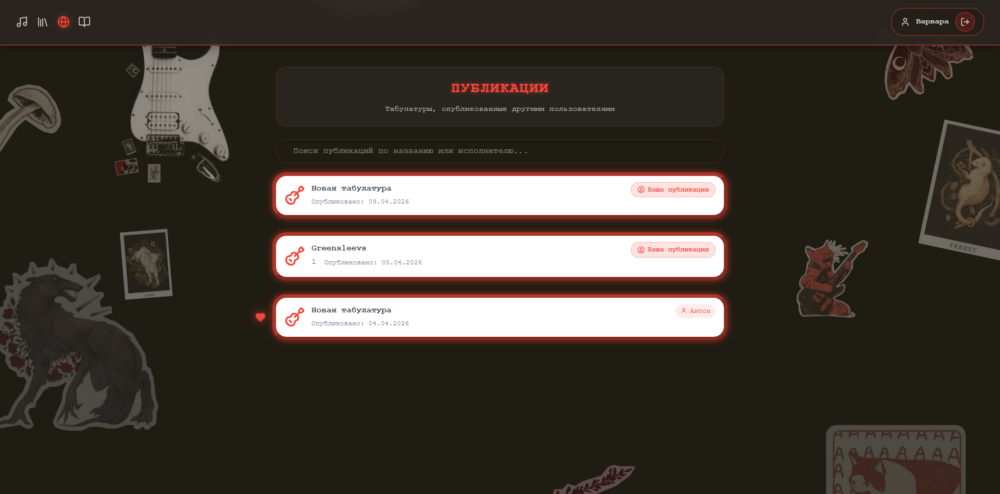 Варвара
ПУБЛИКАЦИИ
Табулатуры, опубликованные другими пользователями
Поиск публикаций по названию или исполнителю...
Новая табулатура
Ваша публикация
Опубликовано: 09.04.2026
Greensleevs
Ваша публикация
1 Опубликовано: 05.04.2026
Новая табулатура
Антон
Опубликовано: 04.04.2026
FERRET
LAMB
A A A A A A A
A A A A A